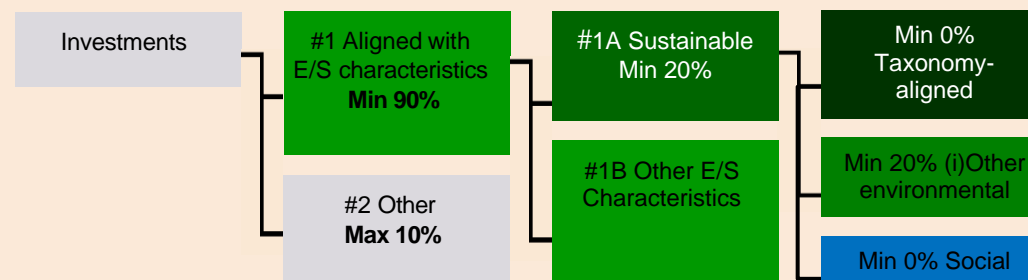 Investments
#1 Aligned with
E/S characteristics
Min 90%
#2 Other
Max 10%
#1A Sustainable
Min 20%
#1B Other E/S
Characteristics
Min 0%
Taxonomy-
aligned
Min 20% (i)Other
environmental
Min 0% Social